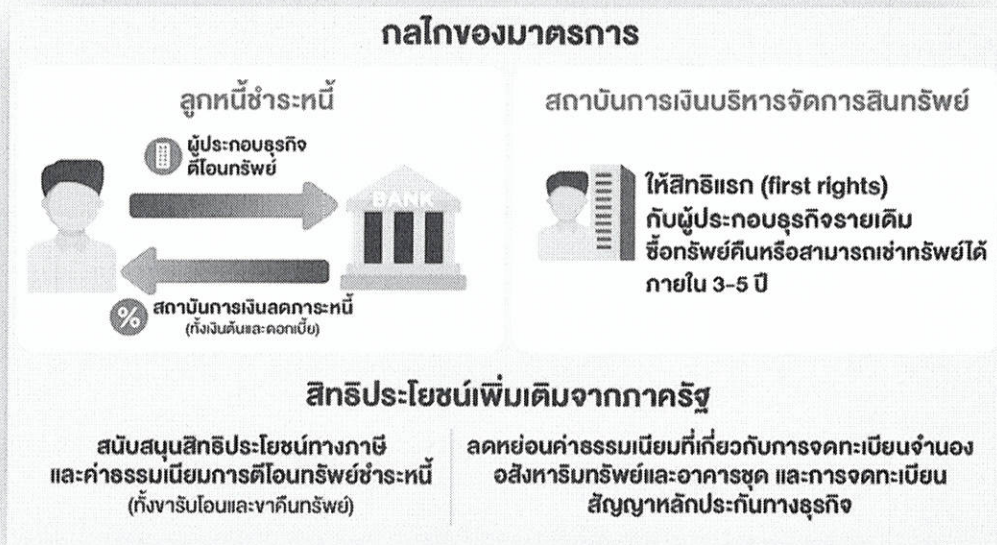 กลไกของมาตรการ
ลูกหนี้ชำระหนี้
ผู้ประกอบธุรกิจ
ตีโอนทรัพย์
BANK
% สถาบันการเงินลดภาระหนี้
(ทั้งเงินต้นและดอกเบี้ย)
สถาบันการเงินบริหารจัดการสินทรัพย์
ให้สิทธิแรก (first rights)
กับผู้ประกอบธุรกิจรายเดิม
ซื้อทรัพย์คืนหรือสามารถเช่าทรัพย์ได้
ภายใน 3-5 ปี
สิทธิประโยชน์เพิ่มเติมจากภาครัฐ
สนับสนุนสิทธิประโยชน์ทางภาษี
และค่าธรรมเนียมการตีโอนทรัพย์ชำระหนี้
(ทั้งขารับโอนและขาคืนทรัพย์)
ลดหย่อนค่าธรรมเนียมที่เกี่ยวกับการจดทะเบียนจำนอง
อสังหาริมทรัพย์และอาคารชุด และการจดทะเบียน
สัญญาหลักประกันทางธุรกิจ